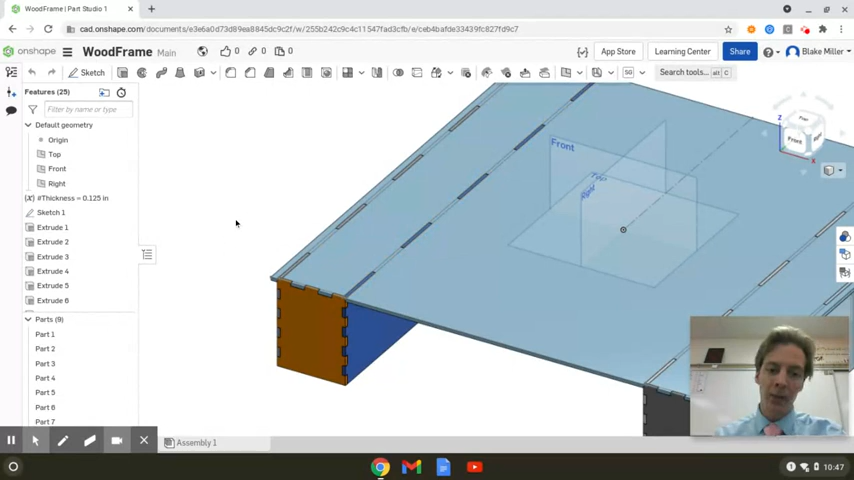 WoodFrame | Part Studio 1
cad.onshape.com/documents/e3e6a0d73d89ea8845dc9c2f/w/255b242c9c4c11547fad3cfb/e/ceb4bafde33439fc827fd9c7
onshape
WoodFrame Main
0
0
0
App Store
Learning Center
Share
Blake Miller
Sketch
Search tools...
alt C
Features (25)
Filter by name or type
Default geometry
Origin
Top
Front
Right
(x) #Thickness = 0.125 in
Sketch 1
Extrude 1
Extrude 2
Extrude 3
Extrude 4
Extrude 5
Extrude 6
Parts (9)
Part 1
Part 2
Part 3
Part 4
Part 5
Part 6
Part 7
Front
Top
Right
Z
Top
Front
Right
X
Assembly 1
10:47